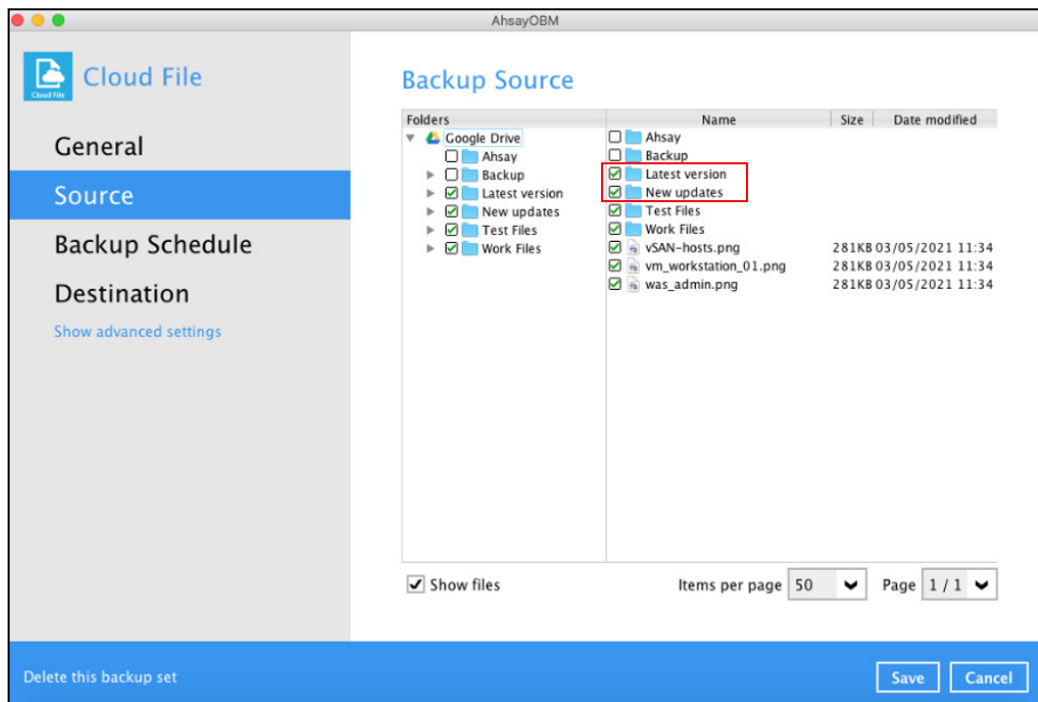 AhsayOBM
Cloud File
Cloud File
General
Source
Backup Schedule
Destination
Show advanced settings
Backup Source
Folders
Google Drive
Ahsay
Backup
Latest version
New updates
Test Files
Work Files
Name Size Date modified
Ahsay
Backup
Latest version
New updates
Test Files
Work Files
vSAN-hosts.png 281KB 03/05/2021 11:34
vm_workstation_01.png 281KB 03/05/2021 11:34
was_admin.png 281KB 03/05/2021 11:34
Show files Items per page 50 Page 1 / 1
Delete this backup set Save Cancel